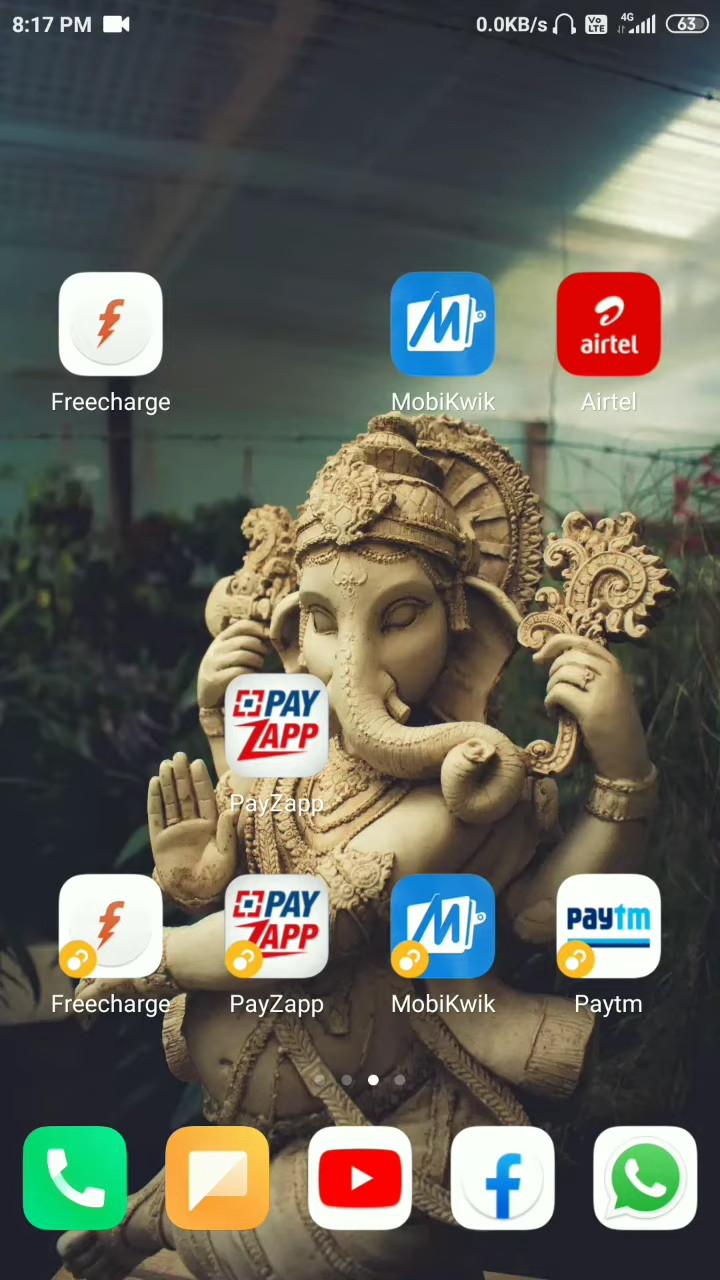 8:17 PM
0.0KB/s Vo LTE 4G 63
airtel
Freecharge
MobiKwik
Airtel
PAY ZAPP
PayZapp
PAY ZAPP
paytm
Freecharge
PayZapp
MobiKwik
Paytm